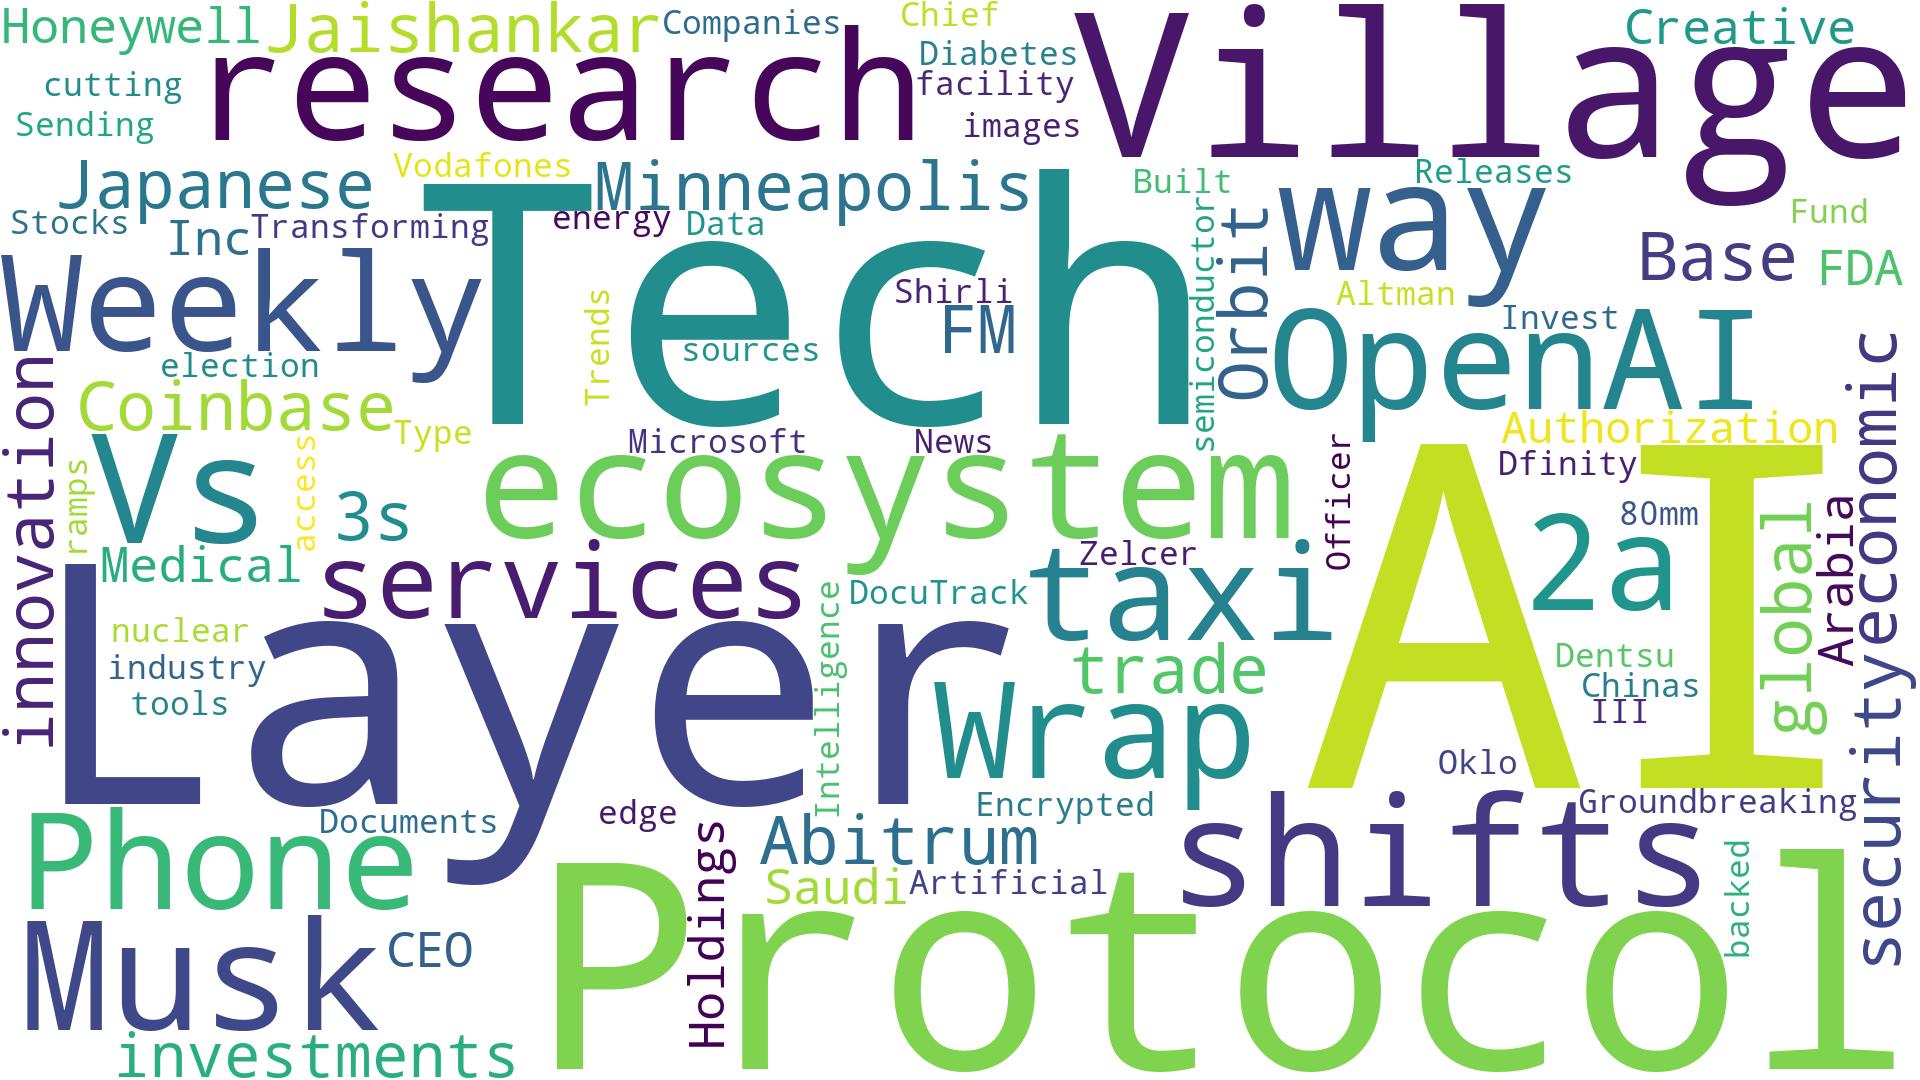 Honeywell
Jaishankar
Companies
Chief
Village
Creative
cutting
research
Diabetes
facility
Sending
images
Japanese
Vodafones
Minneapolis
Built
way
Releases
Stocks
Inc
Transforming
Tech
energy
Data
semiconductor
Orbit
Base
Fund
FDA
Weekly
Trends
Shirli
FM
sources
Altman
OpenAI
Invest
election
innovation
Coinbase
Type
Microsoft
News
Authorization
securityeconomic
ramps
Vs
access
3s
ecosystem
Officer
AI
Dfinity
80mm
2a
global
Arabia
Medical
services
Zelcer
taxi
DocuTrack
Intelligence
nuclear
industry
tools
Layer
trade
Wrap
Dentsu
Chinas
III
Oklo
Phone
Documents
edge
Holdings
Encrypted
Abitrum
shifts
Groundbreaking
Saudi
Artificial
backed
Musk
CEO
Protocol
investments